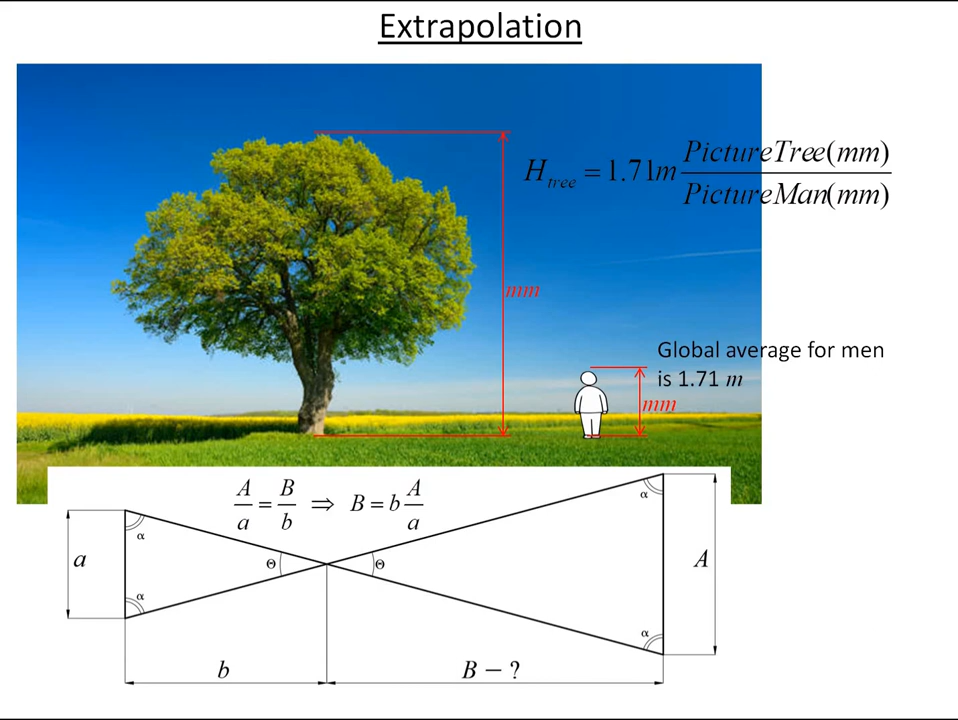 Extrapolation
H_tree = 1.71m PictureTree(mm) / PictureMan(mm)
mm
Global average for men
is 1.71 m
mm
A/a = B/b ⇒ B = b A/a
α
α
a
α
Θ
Θ
A
α
b
B – ?